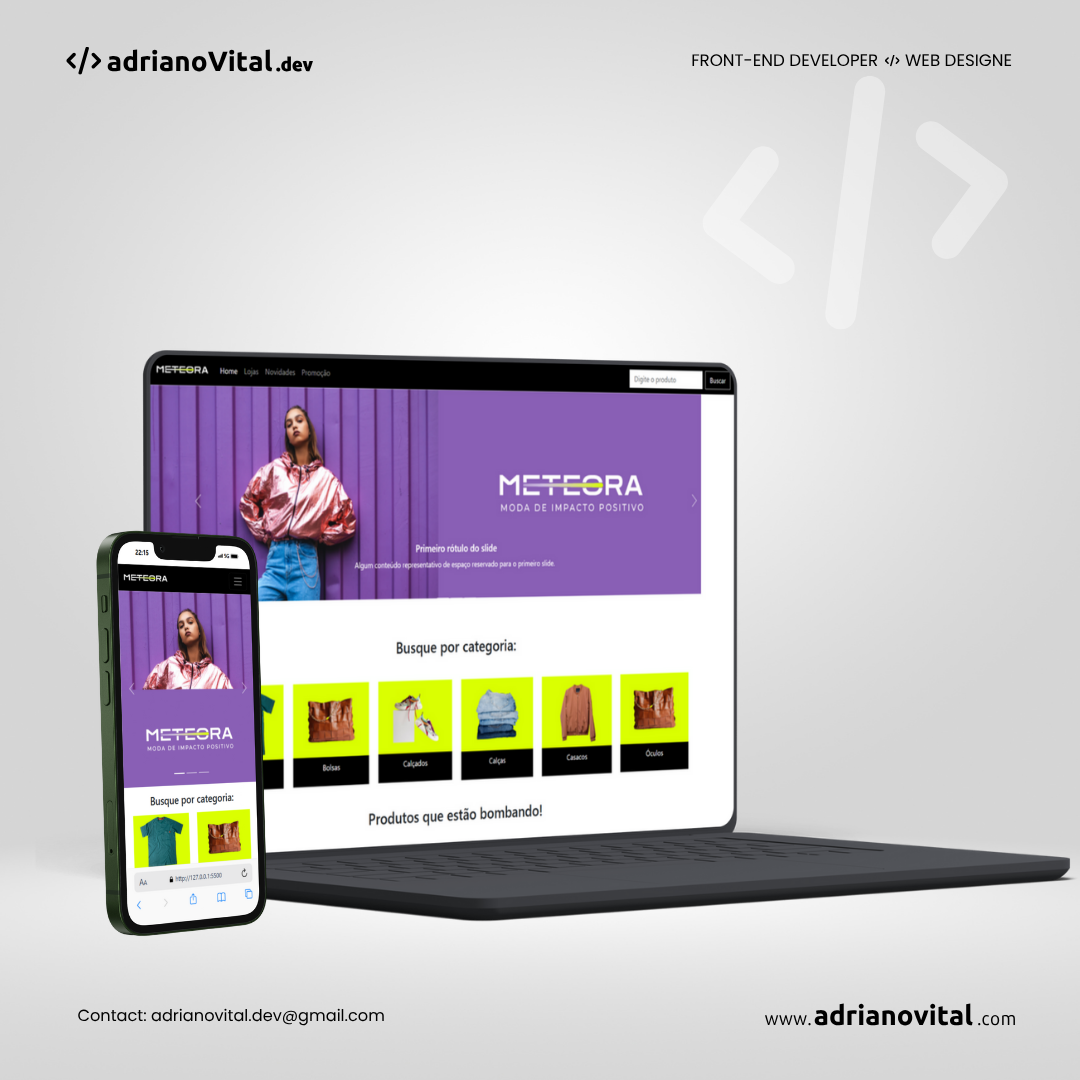 </> adrianoVital.dev
FRONT-END DEVELOPER </> WEB DESIGNE
</>
METEORA Home Lojas Novidades Promoção
Digite o produto Buscar
METEORA
MODA DE IMPACTO POSITIVO
Primeiro rótulo do slide
Algum conteúdo representativo de espaço reservado para o primeiro slide.
Busque por categoria:
Bolsas Calçados Calças Casacos Óculos
Produtos que estão bombando!
22:15 5G
METEORA
METEORA
MODA DE IMPACTO POSITIVO
Busque por categoria:
AA http://127.0.0.1:5500
Contact: adrianovital.dev@gmail.com
www.adrianovital.com